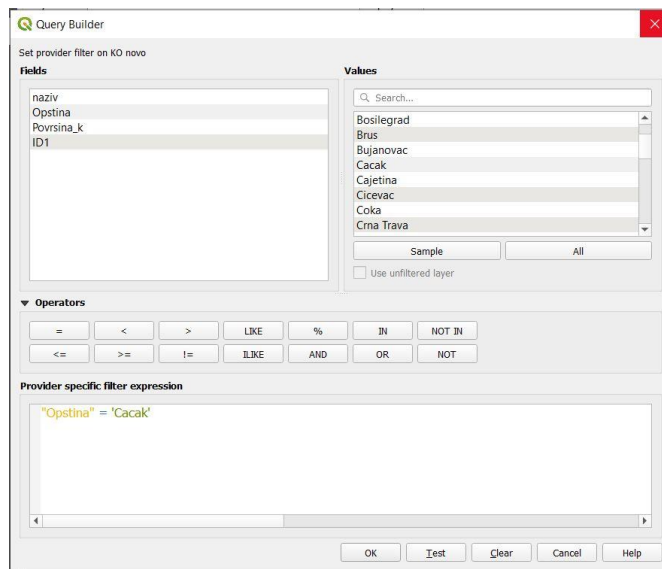 Query Builder
Set provider filter on KO novo
Fields
Values
naziv
Opstina
Povrsina_k
ID1
Search...
Bosilegrad
Brus
Bujanovac
Cacak
Cajetina
Cicevac
Coka
Crna Trava
Sample
All
Use unfiltered layer
Operators
= < > LIKE % IN NOT IN
<= >= != ILIKE AND OR NOT
Provider specific filter expression
"Opstina" = 'Cacak'
OK Test Clear Cancel Help